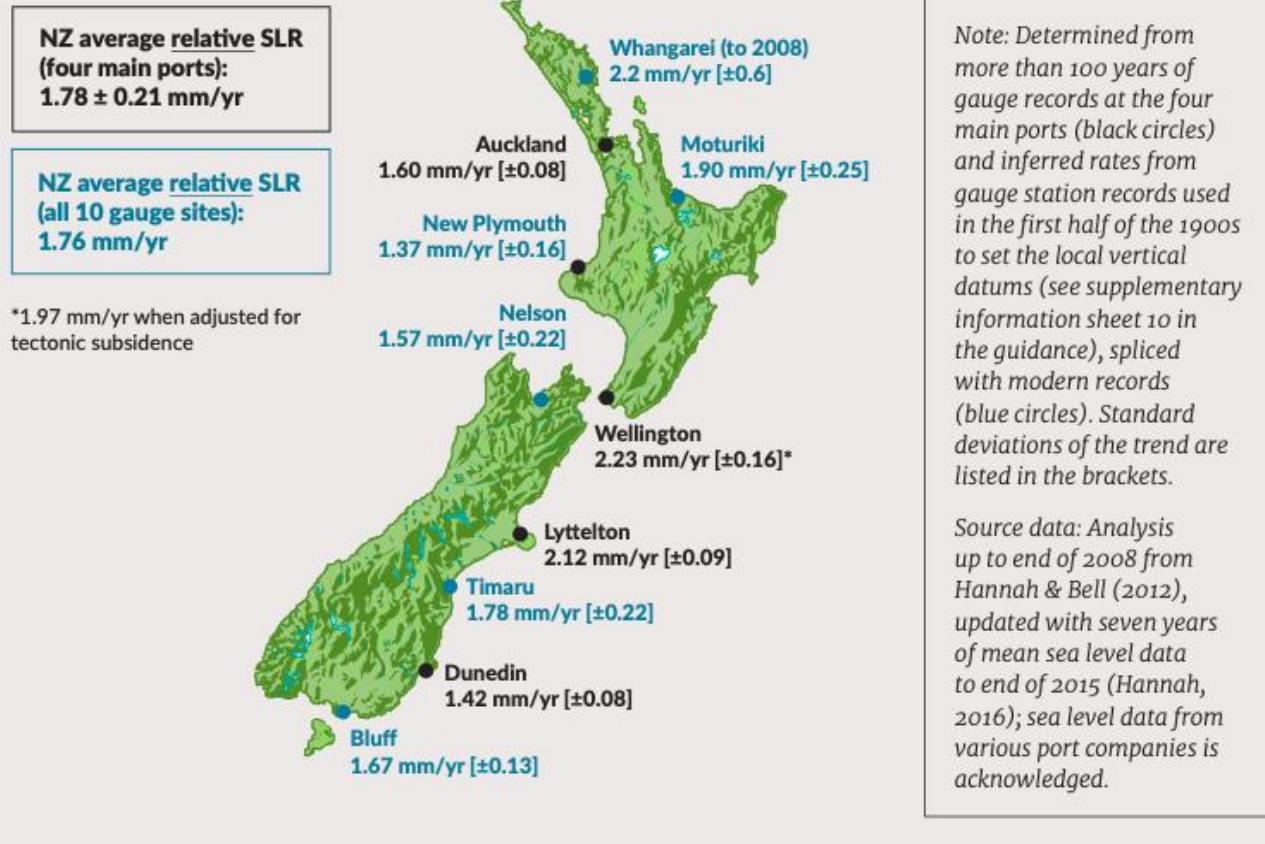 NZ average relative SLR
(four main ports):
1.78 ± 0.21 mm/yr
NZ average relative SLR
(all 10 gauge sites):
1.76 mm/yr
*1.97 mm/yr when adjusted for
tectonic subsidence
Whangarei (to 2008)
2.2 mm/yr [±0.6]
Auckland
1.60 mm/yr [±0.08]
Moturiki
1.90 mm/yr [±0.25]
New Plymouth
1.37 mm/yr [±0.16]
Nelson
1.57 mm/yr [±0.22]
Wellington
2.23 mm/yr [±0.16]*
Lyttelton
2.12 mm/yr [±0.09]
Timaru
1.78 mm/yr [±0.22]
Dunedin
1.42 mm/yr [±0.08]
Bluff
1.67 mm/yr [±0.13]
Note: Determined from
more than 100 years of
gauge records at the four
main ports (black circles)
and inferred rates from
gauge station records used
in the first half of the 1900s
to set the local vertical
datums (see supplementary
information sheet 10 in
the guidance), spliced
with modern records
(blue circles). Standard
deviations of the trend are
listed in the brackets.
Source data: Analysis
up to end of 2008 from
Hannah & Bell (2012),
updated with seven years
of mean sea level data
to end of 2015 (Hannah,
2016); sea level data from
various port companies is
acknowledged.